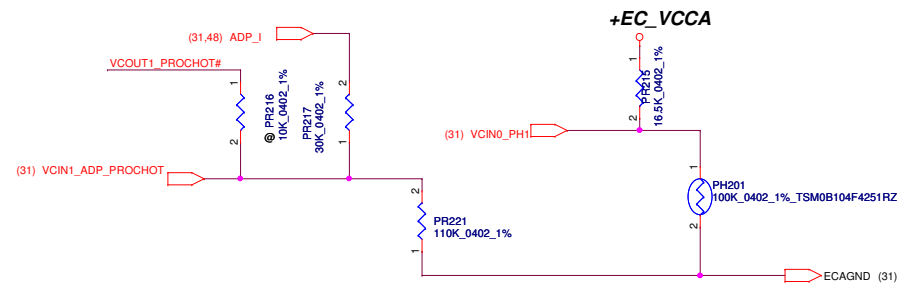 +EC_VCCA
(31,48) ADP_I
VCOUT1_PROCHOT#
1
2
@ PR216
10K_0402_1%
PR217
30K_0402_1%
2
1
1
2
PR215
16.5K_0402_1%
(31) VCIN0_PH1
(31) VCIN1_ADP_PROCHOT
1
2
PH201
100K_0402_1%_TSM0B104F4251RZ
2
1
PR221
110K_0402_1%
ECAGND (31)